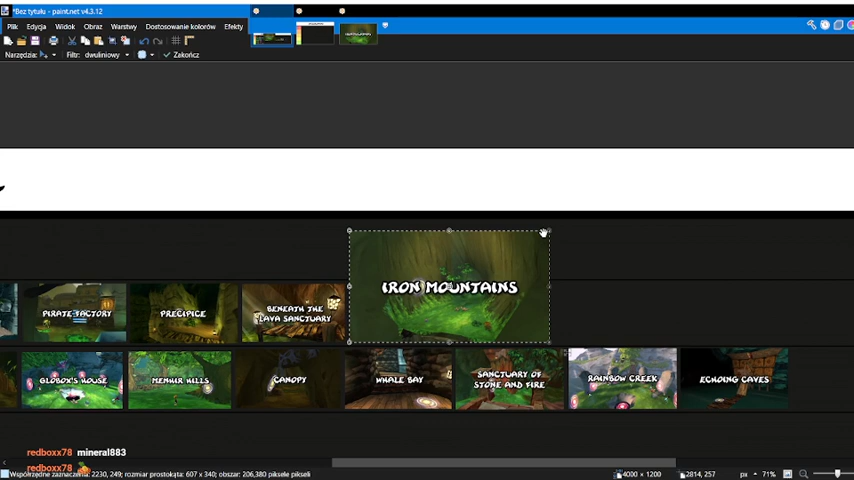 *Bez tytułu - paint.net v4.3.12
Plik Edycja Widok Obraz Warstwy Dostosowanie kolorów Efekty
Narzędzia: Filtr: dwuliniowy Zakończ
IRON MOUNTAINS
PIRATE FACTORY PRECIPICE BENEATH THE LAVA SANCTUARY
GLOBOX'S HOUSE MENHIR HILLS CANOPY WHALE BAY SANCTUARY OF STONE AND FIRE RAINBOW CREEK ECHOING CAVES
redboxx78 mineral883
redboxx78
Współrzędne zaznaczenia: 2230, 249; rozmiar prostokąta: 607 x 340; obszar: 206,380 piksele pikseli 4000 × 1200 2814, 257 px 71%